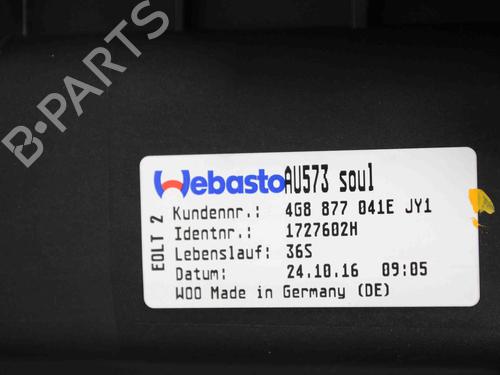 B-PARTS
Webasto AU573 soul
EOLT 2
Kundennr.: 4G8 877 041E JY1
Identnr.: 1727602H
Lebenslauf: 36S
Datum: 24.10.16 09:05
WOO Made in Germany (DE)